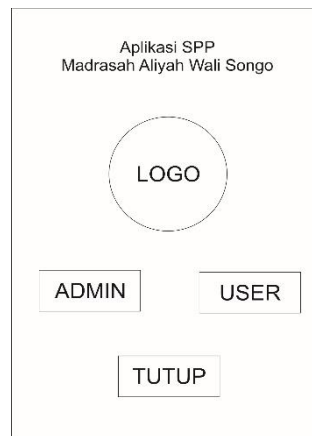 Aplikasi SPP
Madrasah Aliyah Wali Songo
LOGO
ADMIN
USER
TUTUP